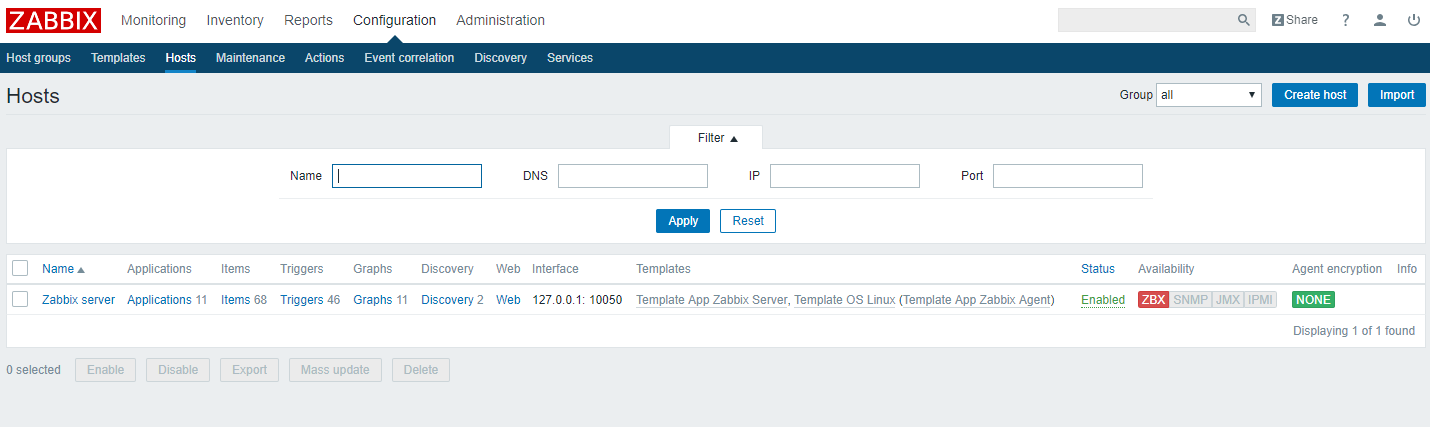 ZABBIX Monitoring Inventory Reports Configuration Administration Z Share ?
Host groups Templates Hosts Maintenance Actions Event correlation Discovery Services
Hosts Group all Create host Import
Filter
Name DNS IP Port
Apply Reset
Name Applications Items Triggers Graphs Discovery Web Interface Templates Status Availability Agent encryption Info
Zabbix server Applications 11 Items 68 Triggers 46 Graphs 11 Discovery 2 Web 127.0.0.1: 10050 Template App Zabbix Server, Template OS Linux (Template App Zabbix Agent) Enabled ZBX SNMP JMX IPMI NONE
Displaying 1 of 1 found
0 selected Enable Disable Export Mass update Delete